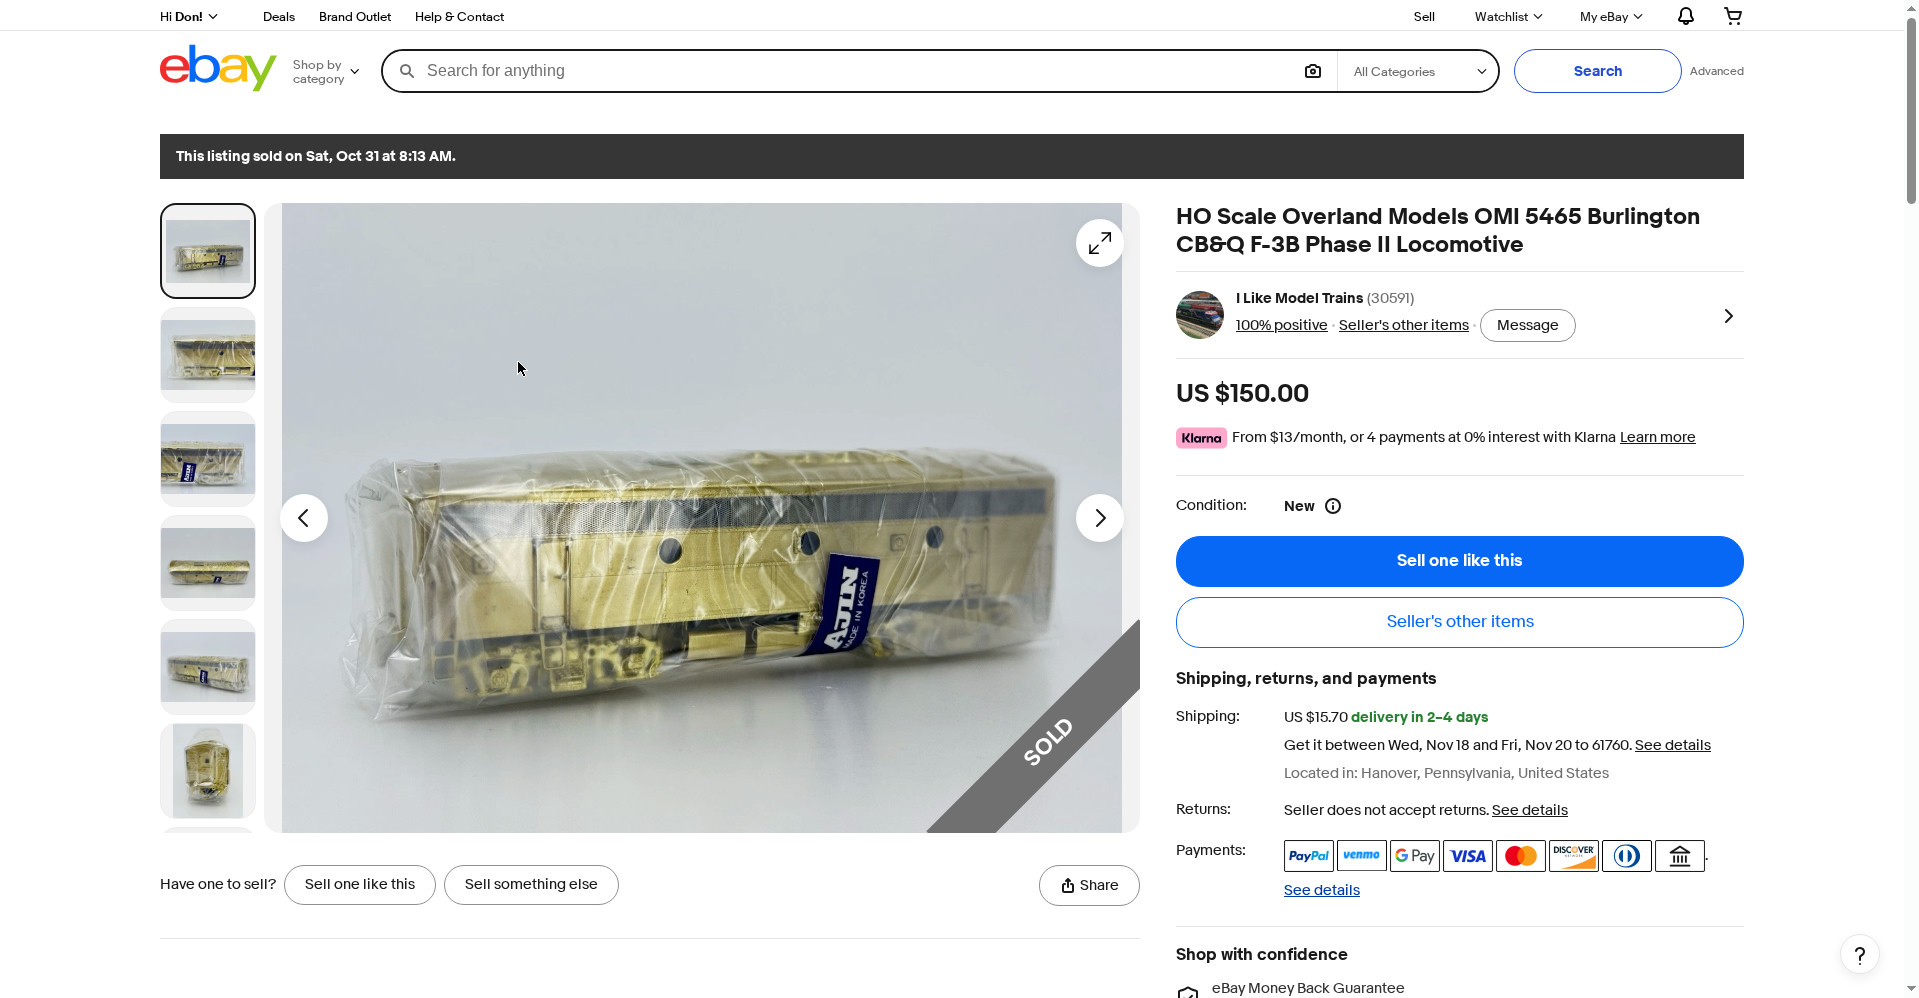 Hi Don!
Deals
Brand Outlet
Help & Contact
Sell
Watchlist
My eBay
ebay
Shop by category
Search for anything
All Categories
Search
Advanced
This listing sold on Sat, Oct 31 at 8:13 AM.
HO Scale Overland Models OMI 5465 Burlington
CB&Q F-3B Phase II Locomotive
I Like Model Trains (30591)
100% positive · Seller's other items · Message
US $150.00
Klarna From $13/month, or 4 payments at 0% interest with Klarna Learn more
Condition: New
Sell one like this
Seller's other items
AJIN
MADE IN KOREA
SOLD
Shipping, returns, and payments
Shipping: US $15.70 delivery in 2–4 days
Get it between Wed, Nov 18 and Fri, Nov 20 to 61760. See details
Located in: Hanover, Pennsylvania, United States
Returns: Seller does not accept returns. See details
Payments: PayPal venmo G Pay VISA DISCOVER NETWORK .
See details
Have one to sell? Sell one like this Sell something else
Share
Shop with confidence
eBay Money Back Guarantee
?